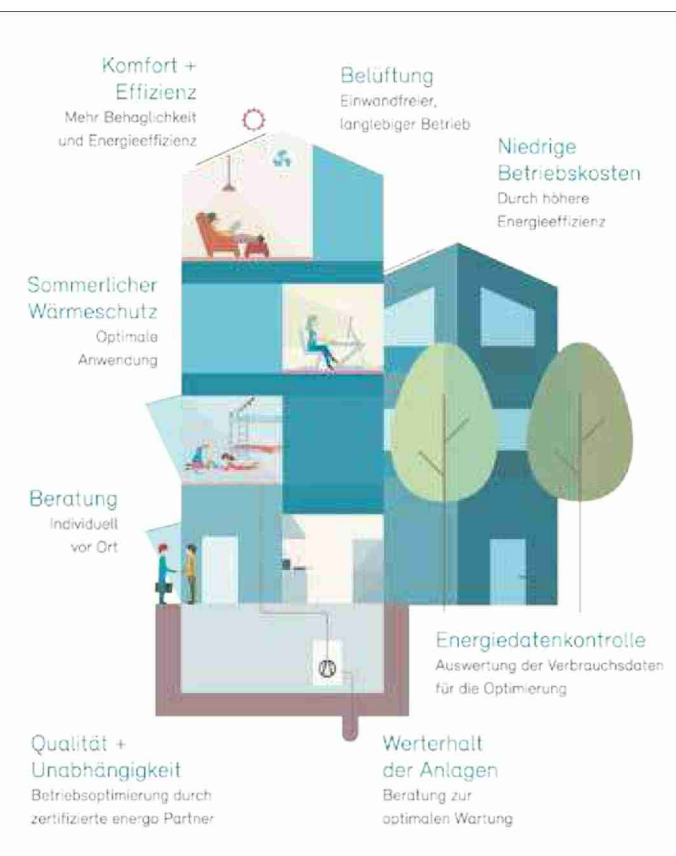 Komfort +
Effizienz
Mehr Behaglichkeit
und Energieeffizienz
Belüftung
Einwandfreier,
langlebiger Betrieb
Niedrige
Betriebskosten
Durch höhere
Energieeffizienz
Sommerlicher
Wärmeschutz
Optimale
Anwendung
Beratung
Individuell
vor Ort
Energiedatenkontrolle
Auswertung der Verbrauchsdaten
für die Optimierung
Qualität +
Unabhängigkeit
Betriebsoptimierung durch
zertifizierte energo Partner
Werterhalt
der Anlagen
Beratung zur
optimalen Wartung